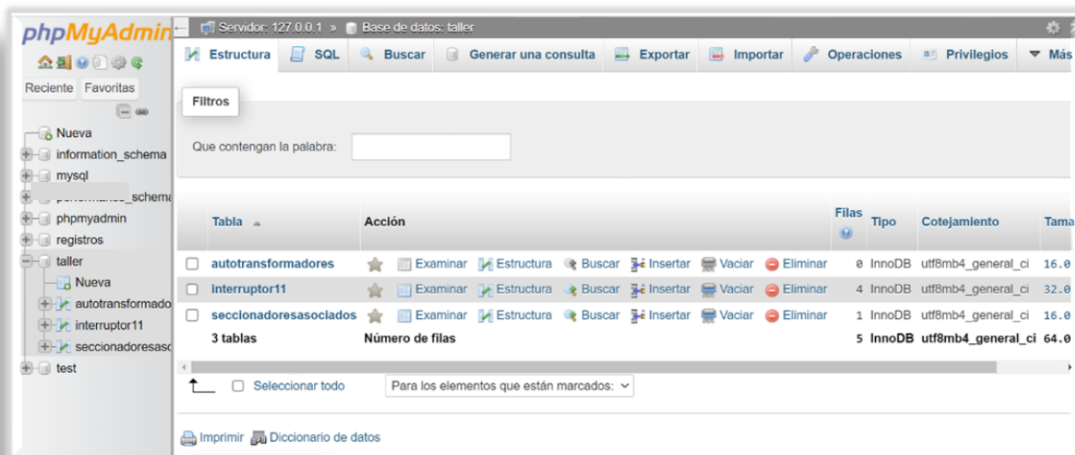 phpMyAdmin
Reciente Favoritas
Nueva
information_schema
mysql
_schema
phpmyadmin
registros
taller
Nueva
autotransformado
interruptor11
seccionadoresaso
test
Servidor: 127.0.0.1 » Base de datos: taller
Estructura SQL Buscar Generar una consulta Exportar Importar Operaciones Privilegios Más
Filtros
Que contengan la palabra:
Tabla Acción Filas Tipo Cotejamiento Tama
autotransformadores Examinar Estructura Buscar Insertar Vaciar Eliminar 0 InnoDB utf8mb4_general_ci 16.0
interruptor11 Examinar Estructura Buscar Insertar Vaciar Eliminar 4 InnoDB utf8mb4_general_ci 32.0
seccionadoresasociados Examinar Estructura Buscar Insertar Vaciar Eliminar 1 InnoDB utf8mb4_general_ci 16.0
3 tablas Número de filas 5 InnoDB utf8mb4_general_ci 64.0
Seleccionar todo Para los elementos que están marcados:
Imprimir Diccionario de datos